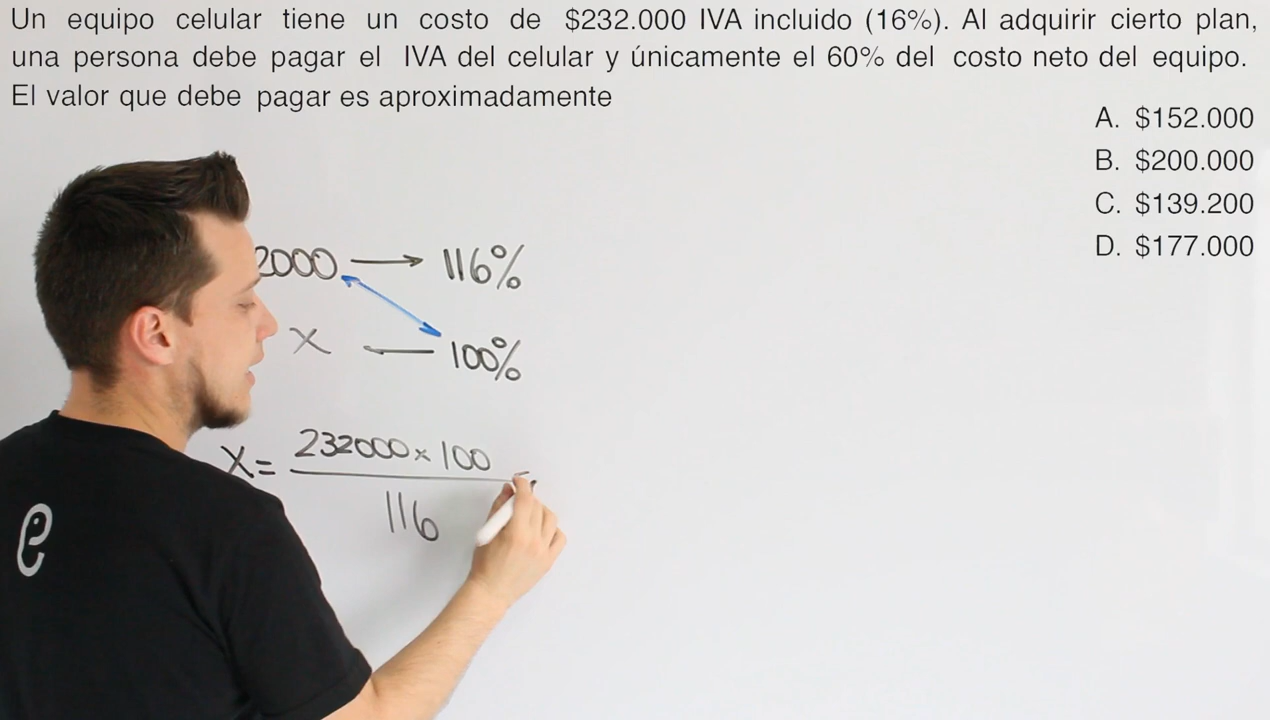 Un equipo celular tiene un costo de $232.000 IVA incluido (16%). Al adquirir cierto plan,
una persona debe pagar el IVA del celular y únicamente el 60% del costo neto del equipo.
El valor que debe pagar es aproximadamente
A. $152.000
B. $200.000
C. $139.200
D. $177.000
2000 → 116%
x — 100%
x = 232000 x 100
116
e